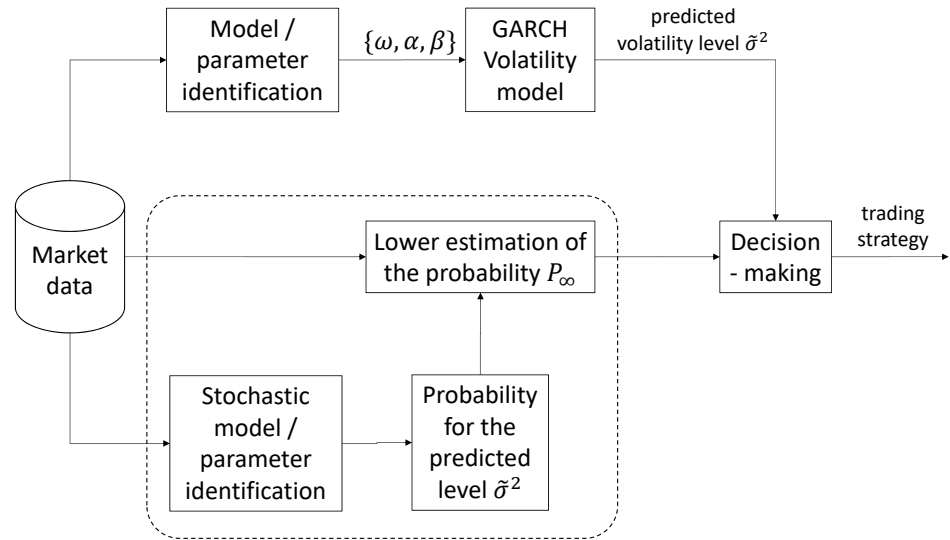 Model /
parameter
identification
{ω, α, β}
GARCH
Volatility
model
predicted
volatility level σ̃²
Market
data
Lower estimation of
the probability P∞
Decision
- making
trading
strategy
Stochastic
model /
parameter
identification
Probability
for the
predicted
level σ̃²